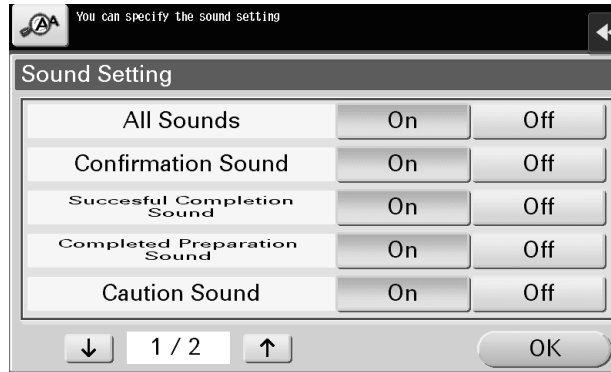 You can specify the sound setting
Sound Setting
All Sounds On Off
Confirmation Sound On Off
Succesful Completion
Sound On Off
Completed Preparation
Sound On Off
Caution Sound On Off
↓ 1 / 2 ↑ OK